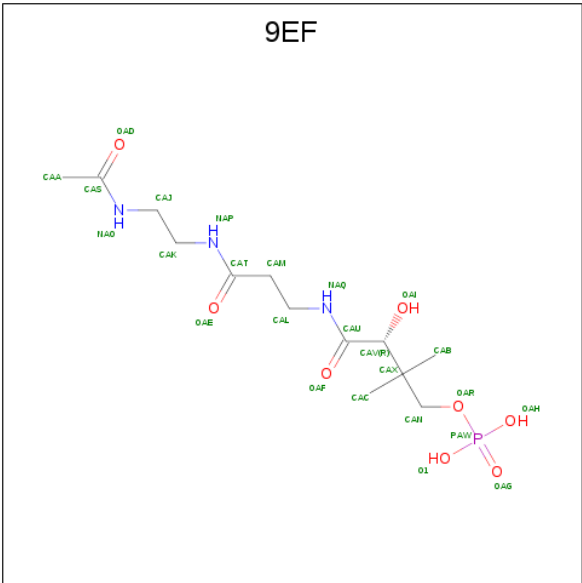 9EF
OAD
O
CAA
CAS
CAJ
NAP
N
H
NAO
H
N
CAK
CAT
CAM
NAQ
H
N
OAI
OH
O
OAE
CAL
CAU
CAV(R)
CAB
O
OAF
CAX
CAC
OAR
O
OAH
OH
CAN
PAW
P
HO
O1
O
OAG